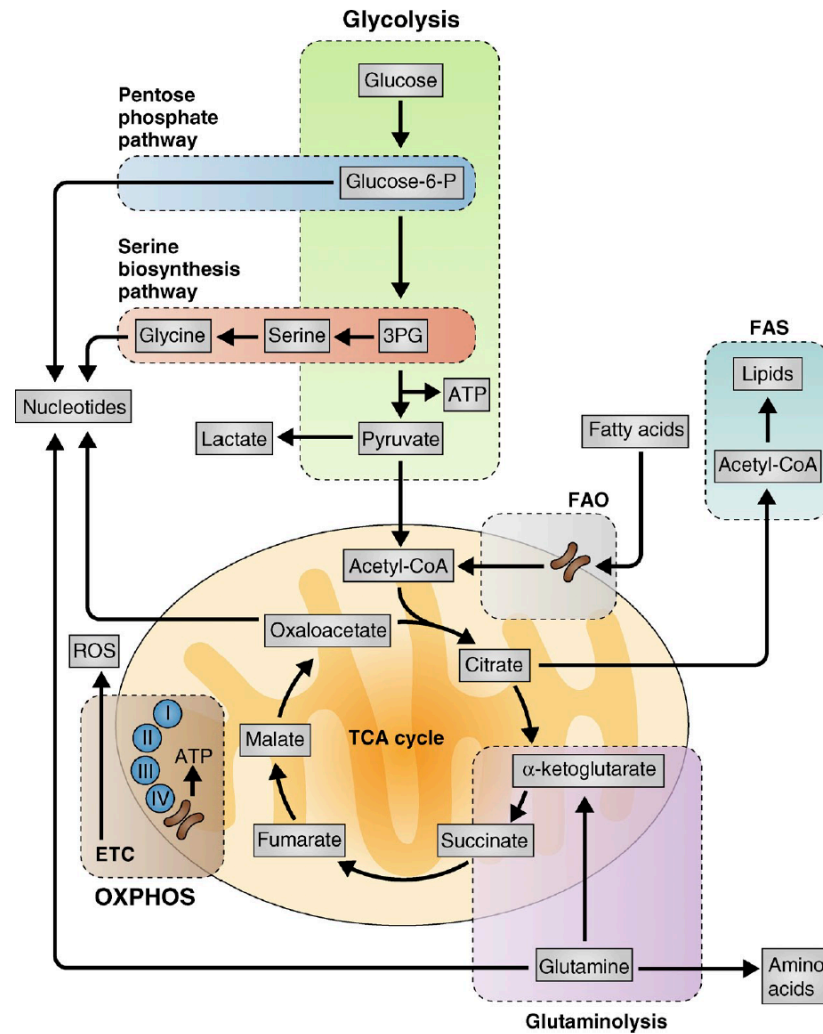 Glycolysis
Glucose
Pentose
phosphate
pathway
Glucose-6-P
Serine
biosynthesis
pathway
Glycine
Serine
3PG
FAS
Lipids
ATP
Nucleotides
Lactate
Pyruvate
Fatty acids
Acetyl-CoA
FAO
Acetyl-CoA
Oxaloacetate
Citrate
ROS
I
II
III
IV
ATP
ETC
OXPHOS
Malate
TCA cycle
α-ketoglutarate
Fumarate
Succinate
Glutamine
Amino
acids
Glutaminolysis